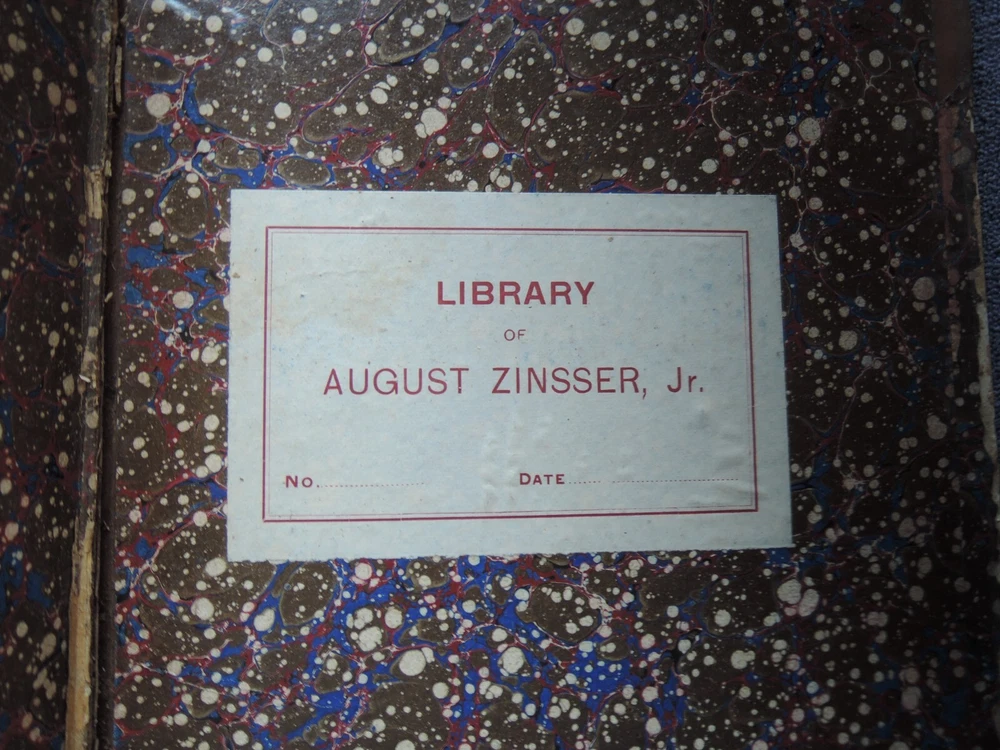 LIBRARY
OF
AUGUST ZINSSER, Jr.
No. DATE